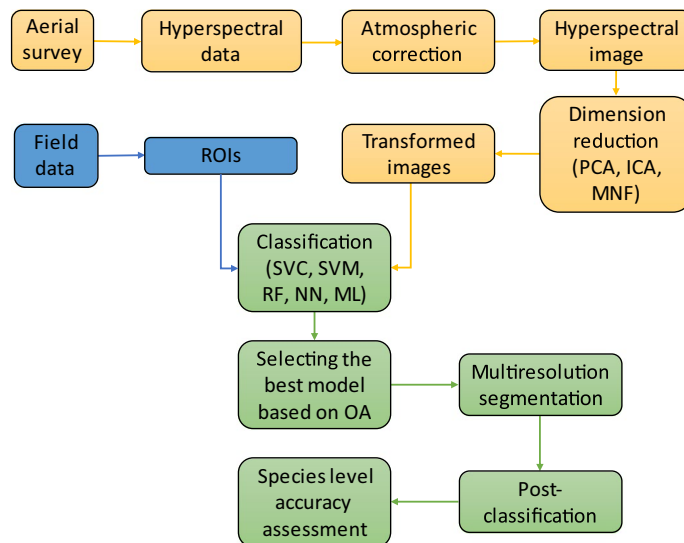 Aerial
survey
Hyperspectral
data
Atmospheric
correction
Hyperspectral
image
Dimension
reduction
(PCA, ICA,
MNF)
Transformed
images
Field
data
ROIs
Classification
(SVC, SVM,
RF, NN, ML)
Selecting the
best model
based on OA
Multiresolution
segmentation
Post-
classification
Species level
accuracy
assessment